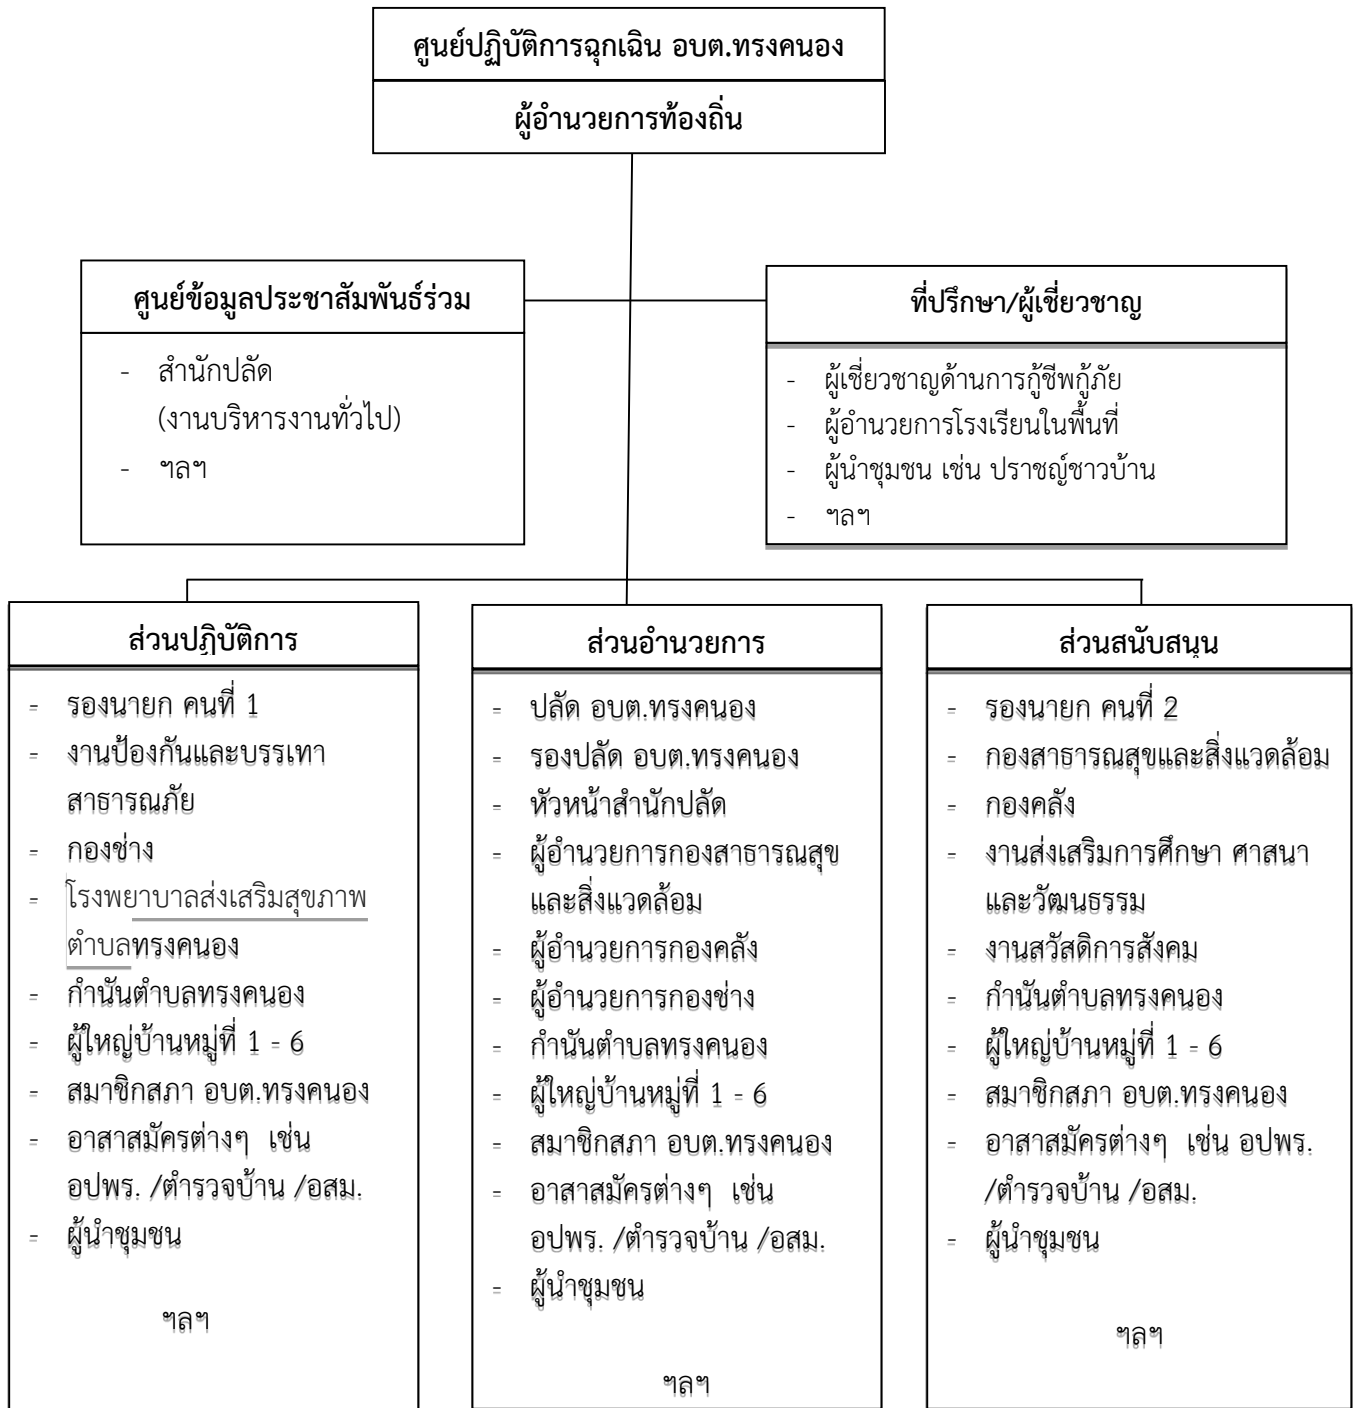 ศูนย์ปฏิบัติการฉุกเฉิน อบต.ทรงคนอง
ผู้อำนวยการท้องถิ่น
ศูนย์ข้อมูลประชาสัมพันธ์ร่วม
- สำนักปลัด
(งานบริหารงานทั่วไป)
- ฯลฯ
ที่ปรึกษา/ผู้เชี่ยวชาญ
- ผู้เชี่ยวชาญด้านการกู้ชีพกู้ภัย
- ผู้อำนวยการโรงเรียนในพื้นที่
- ผู้นำชุมชน เช่น ปราชญ์ชาวบ้าน
- ฯลฯ
ส่วนปฏิบัติการ
- รองนายก คนที่ 1
- งานป้องกันและบรรเทา
สาธารณภัย
- กองช่าง
- โรงพยาบาลส่งเสริมสุขภาพ
ตำบลทรงคนอง
- กำนันตำบลทรงคนอง
- ผู้ใหญ่บ้านหมู่ที่ 1 - 6
- สมาชิกสภา อบต.ทรงคนอง
- อาสาสมัครต่างๆ เช่น
อปพร. /ตำรวจบ้าน /อสม.
- ผู้นำชุมชน
ฯลฯ
ส่วนอำนวยการ
- ปลัด อบต.ทรงคนอง
- รองปลัด อบต.ทรงคนอง
- หัวหน้าสำนักปลัด
- ผู้อำนวยการกองสาธารณสุข
และสิ่งแวดล้อม
- ผู้อำนวยการกองคลัง
- ผู้อำนวยการกองช่าง
- กำนันตำบลทรงคนอง
- ผู้ใหญ่บ้านหมู่ที่ 1 - 6
- สมาชิกสภา อบต.ทรงคนอง
- อาสาสมัครต่างๆ เช่น
อปพร. /ตำรวจบ้าน /อสม.
- ผู้นำชุมชน
ฯลฯ
ส่วนสนับสนุน
- รองนายก คนที่ 2
- กองสาธารณสุขและสิ่งแวดล้อม
- กองคลัง
- งานส่งเสริมการศึกษา ศาสนา
และวัฒนธรรม
- งานสวัสดิการสังคม
- กำนันตำบลทรงคนอง
- ผู้ใหญ่บ้านหมู่ที่ 1 - 6
- สมาชิกสภา อบต.ทรงคนอง
- อาสาสมัครต่างๆ เช่น อปพร.
/ตำรวจบ้าน /อสม.
- ผู้นำชุมชน
ฯลฯ